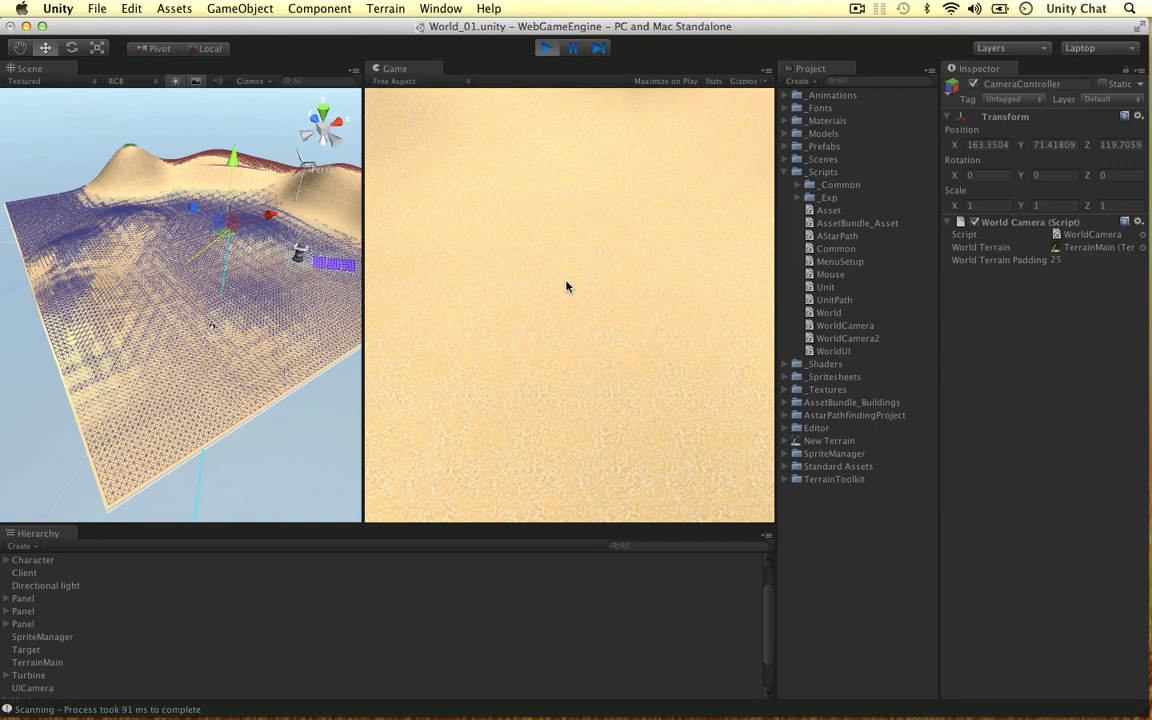 Unity File Edit Assets GameObject Component Terrain Window Help Unity Chat
World_01.unity - WebGameEngine - PC and Mac Standalone
Pivot Local Layers Laptop
Scene Game Project Inspector
Textured RGB Gizmos All Free Aspect Maximize on Play Stats Gizmos Create All
CameraController Static
Tag Untagged Layer Default
Transform
Position
X 163.3504 Y 71.41809 Z 119.7059
Rotation
X 0 Y 0 Z 0
Scale
X 1 Y 1 Z 1
World Camera (Script)
Script WorldCamera
World Terrain TerrainMain (Ter
World Terrain Padding 25
_Animations
_Fonts
_Materials
_Models
_Prefabs
_Scenes
_Scripts
_Common
_Exp
Asset
AssetBundle_Asset
AStarPath
Common
MenuSetup
Mouse
Unit
UnitPath
World
WorldCamera
WorldCamera2
WorldUI
_Shaders
_Spritesheets
_Textures
AssetBundle_Buildings
AstarPathfindingProject
Editor
New Terrain
SpriteManager
Standard Assets
TerrainToolkit
Persp
Hierarchy
Create All
Character
Client
Directional light
Panel
Panel
Panel
SpriteManager
Target
TerrainMain
Turbine
UICamera
Scanning - Process took 91 ms to complete